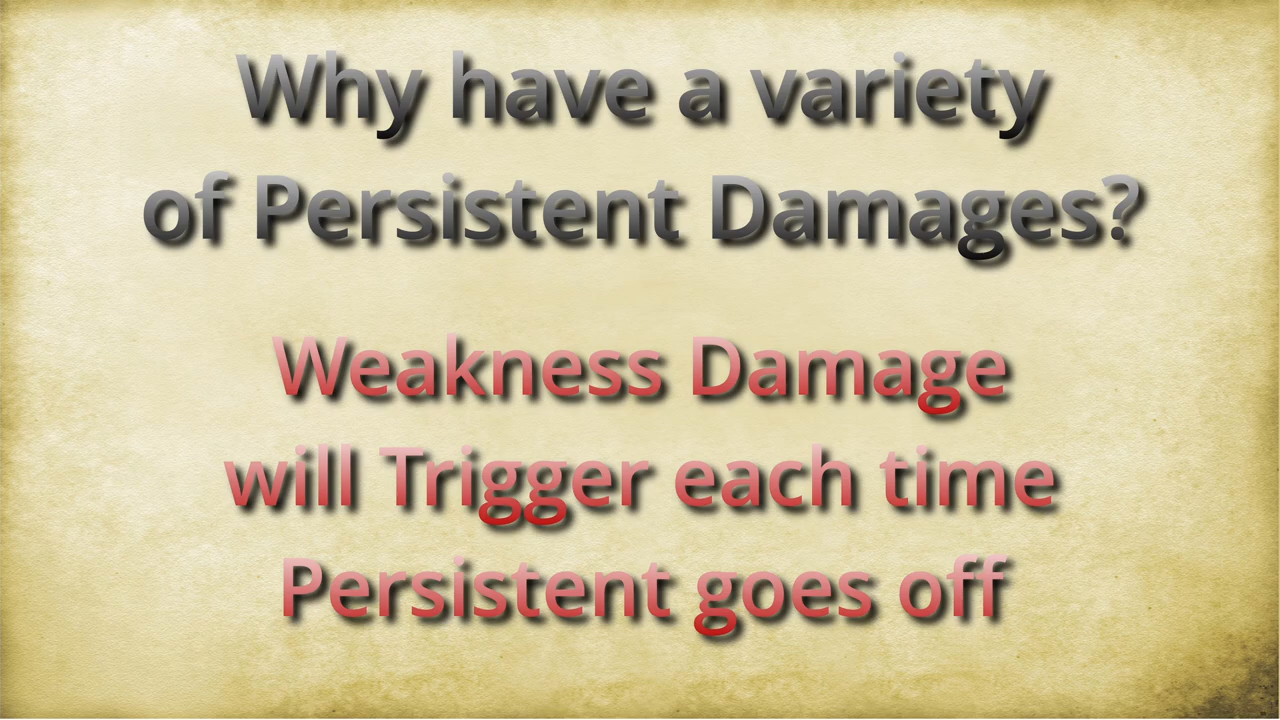 Why have a variety
of Persistent Damages?
Weakness Damage
will Trigger each time
Persistent goes off